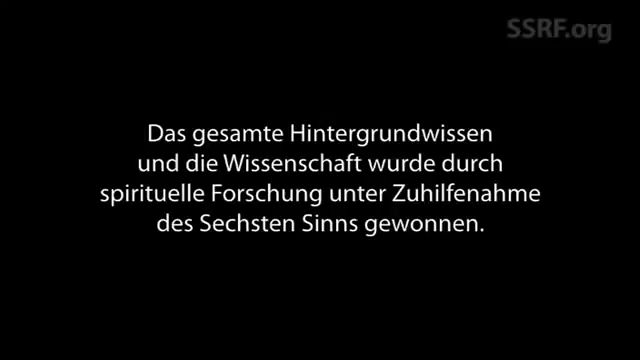 SSRF.org
Das gesamte Hintergrundwissen
und die Wissenschaft wurde durch
spirituelle Forschung unter Zuhilfenahme
des Sechsten Sinns gewonnen.